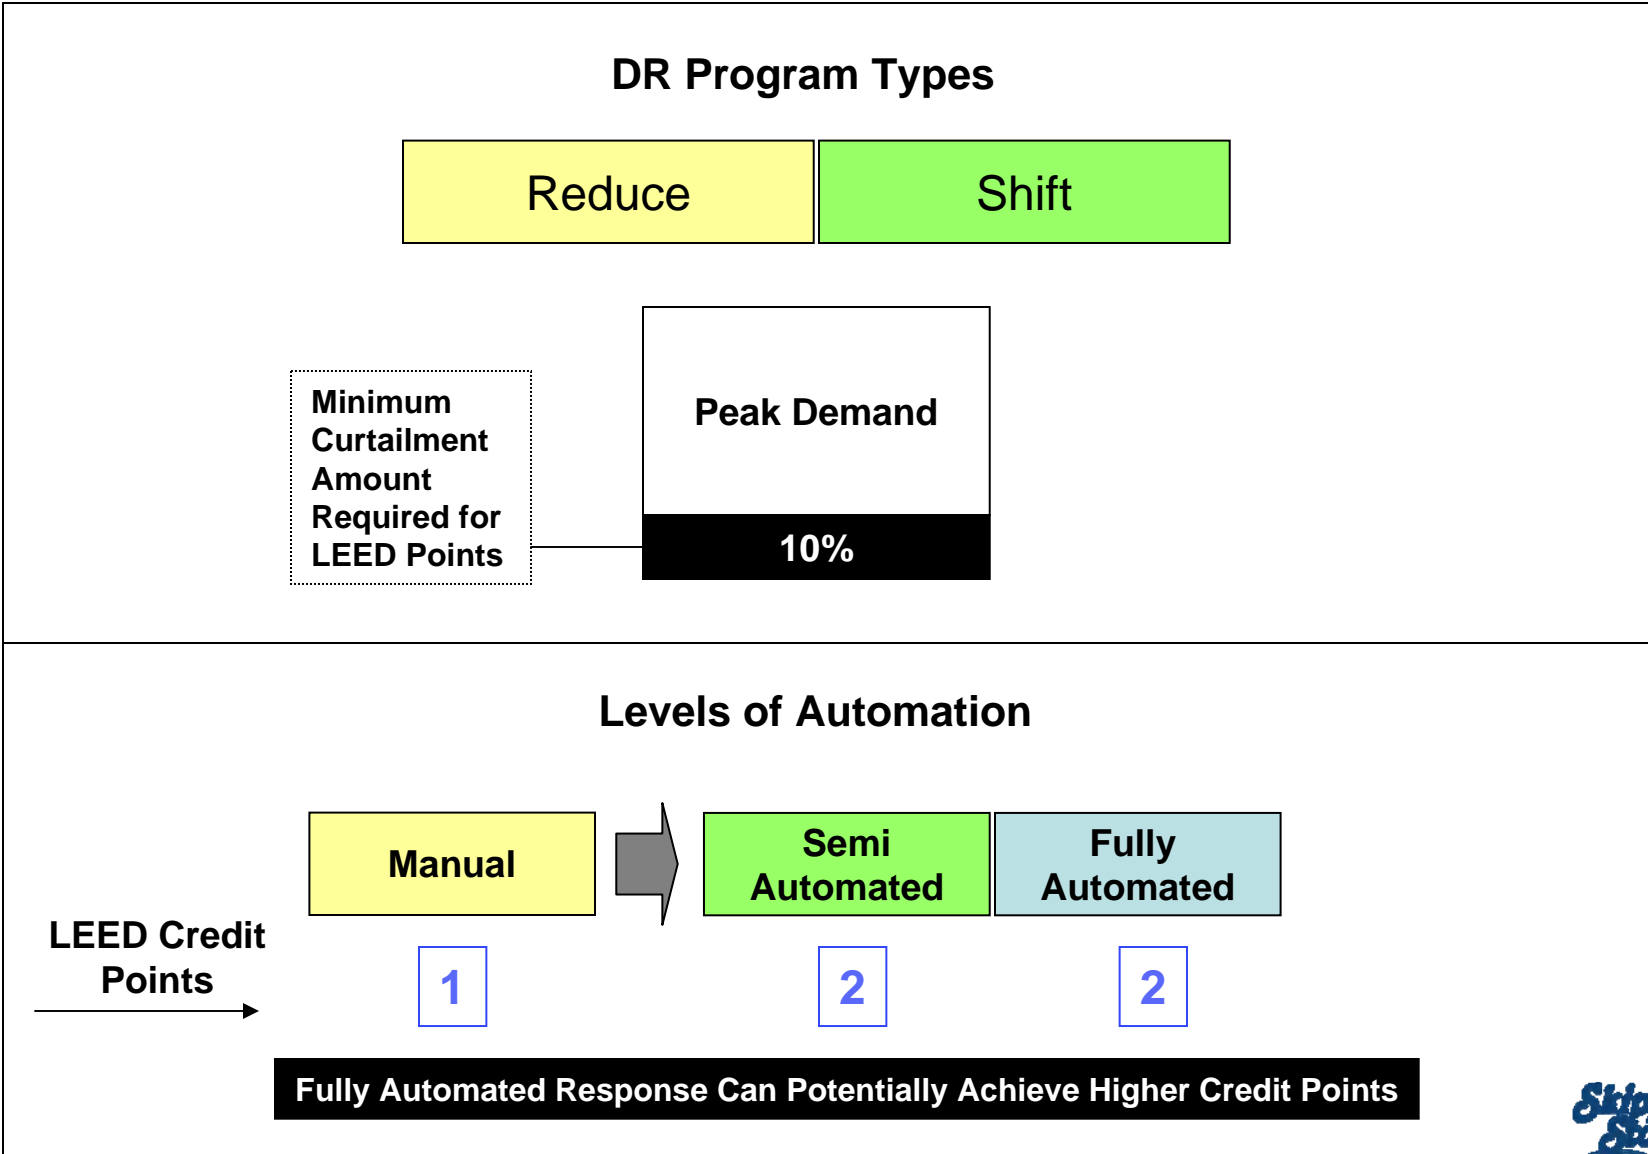 DR Program Types
Reduce
Shift
Minimum
Curtailment
Amount
Required for
LEED Points
Peak Demand
10%
Levels of Automation
Manual
Semi
Automated
Fully
Automated
LEED Credit
Points
1
2
2
Fully Automated Response Can Potentially Achieve Higher Credit Points